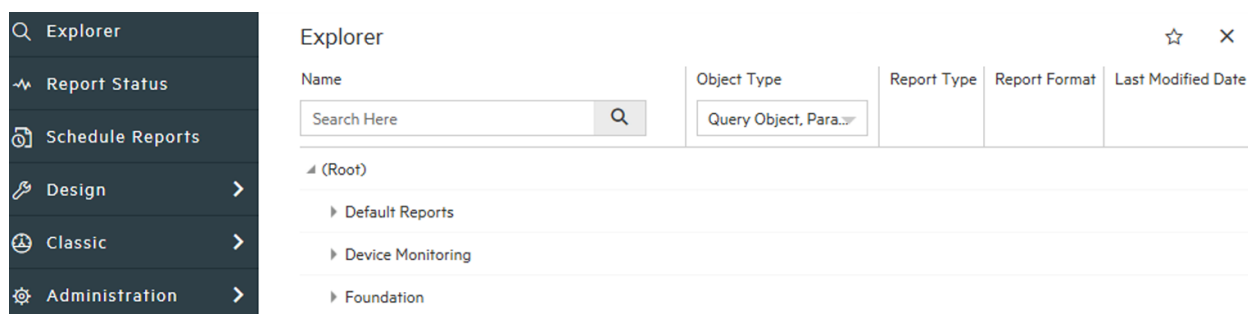 Explorer
Report Status
Schedule Reports
Design
Classic
Administration
Explorer
Name
Object Type
Report Type
Report Format
Last Modified Date
Search Here
Query Object, Para...
(Root)
Default Reports
Device Monitoring
Foundation